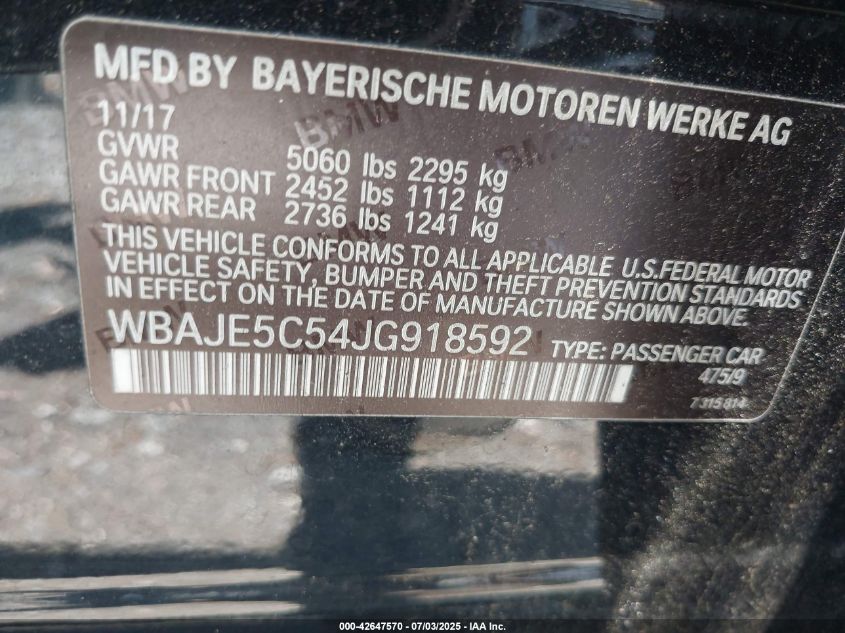 MFD BY BAYERISCHE MOTOREN WERKE AG
11/17
GVWR 5060 lbs 2295 kg
GAWR FRONT 2452 lbs 1112 kg
GAWR REAR 2736 lbs 1241 kg
THIS VEHICLE CONFORMS TO ALL APPLICABLE U.S.FEDERAL MOTOR
VEHICLE SAFETY, BUMPER AND THEFT PREVENTION STANDARDS
IN EFFECT ON THE DATE OF MANUFACTURE SHOWN ABOVE.
WBAJE5C54JG918592 TYPE: PASSENGER CAR
475/9
7315814
000-42647570 - 07/03/2025 - IAA Inc.